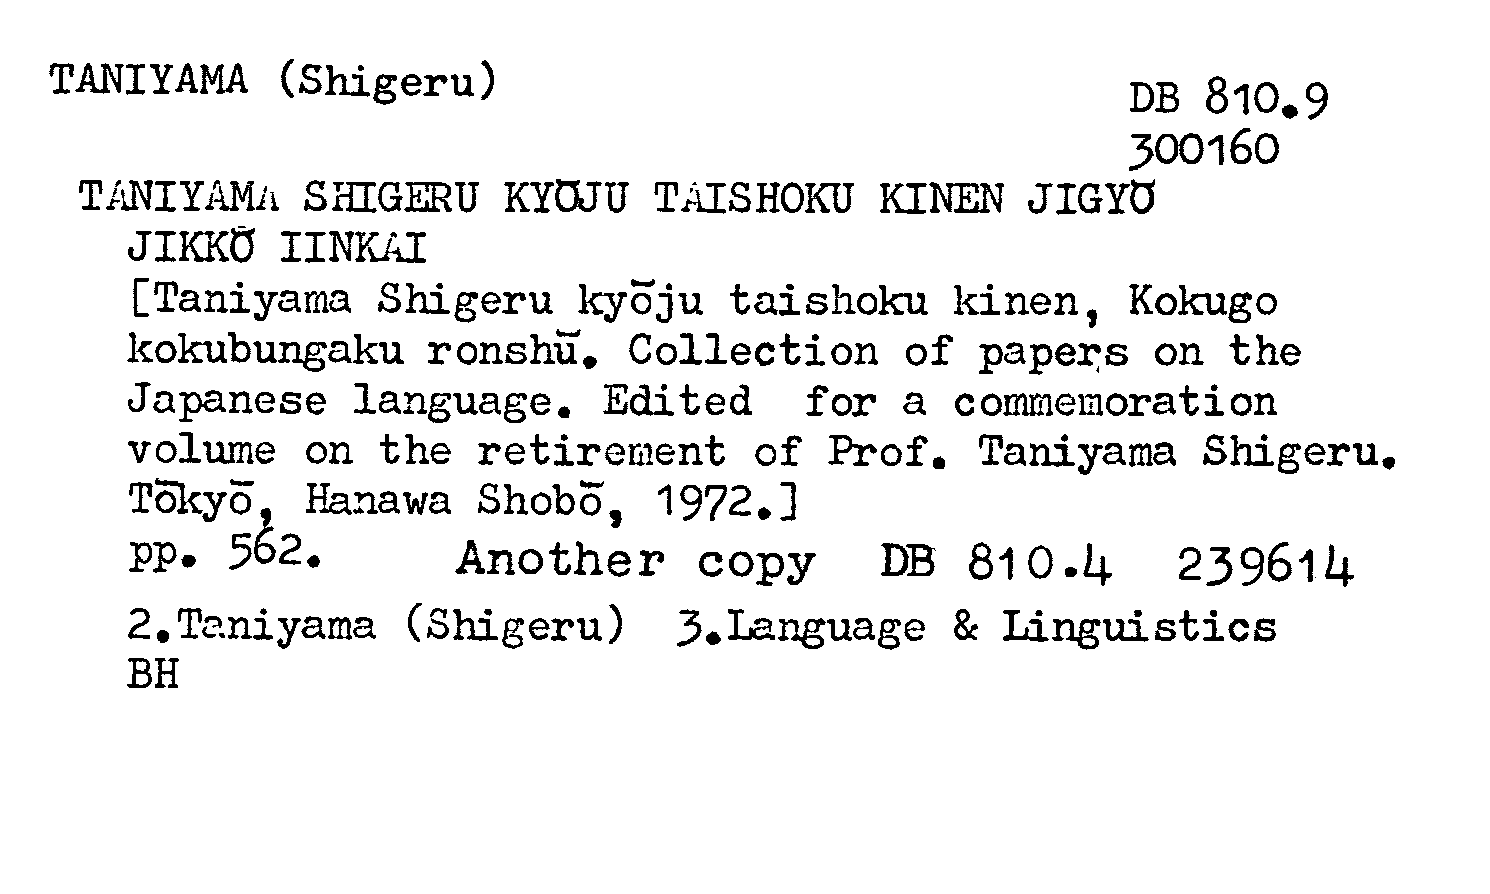 TANIYAMA (Shigeru)
DB 810.9
300160
TANIYAMA SHIGERU KYŌJU TAISHOKU KINEN JIGYŌ
JIKKŌ IINKAI
[Taniyama Shigeru kyōju taishoku kinen, Kokugo
kokubungaku ronshū. Collection of papers on the
Japanese language. Edited for a commemoration
volume on the retirement of Prof. Taniyama Shigeru.
Tōkyō, Hanawa Shobō, 1972.]
pp. 562. Another copy DB 810.4 239614
2.Taniyama (Shigeru) 3.Language & Linguistics
BH